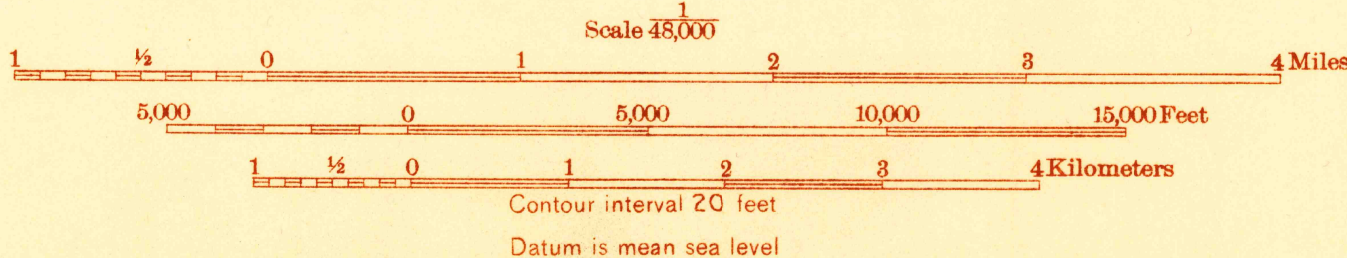 Scale 1/48,000
1 ½ 0 1 2 3 4 Miles
5,000 0 5,000 10,000 15,000 Feet
1 ½ 0 1 2 3 4 Kilometers
Contour interval 20 feet
Datum is mean sea level